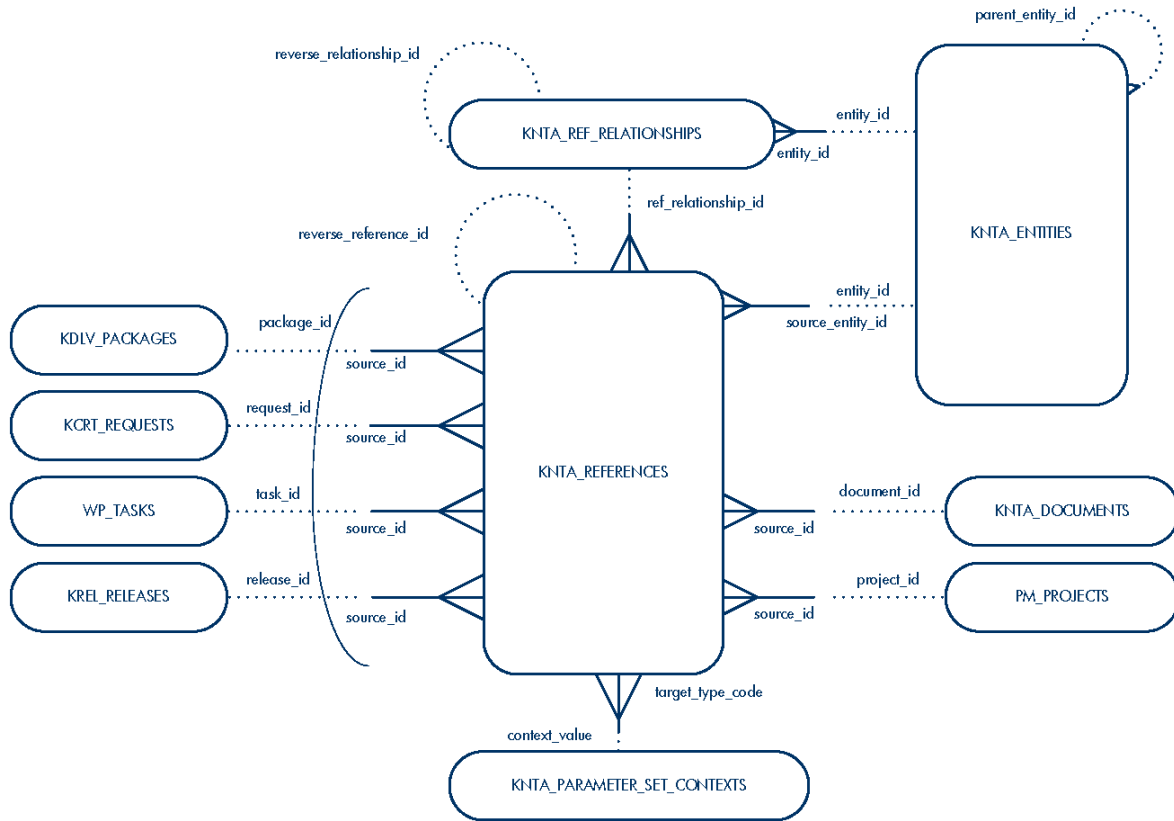 parent_entity_id
reverse_relationship_id
entity_id
KNTA_REF_RELATIONSHIPS
entity_id
ref_relationship_id
KNTA_ENTITIES
reverse_reference_id
entity_id
source_entity_id
package_id
KDLV_PACKAGES
source_id
request_id
KCRT_REQUESTS
source_id
KNTA_REFERENCES
task_id
WP_TASKS
source_id
document_id
KNTA_DOCUMENTS
source_id
release_id
KREL_RELEASES
source_id
project_id
PM_PROJECTS
source_id
target_type_code
context_value
KNTA_PARAMETER_SET_CONTEXTS